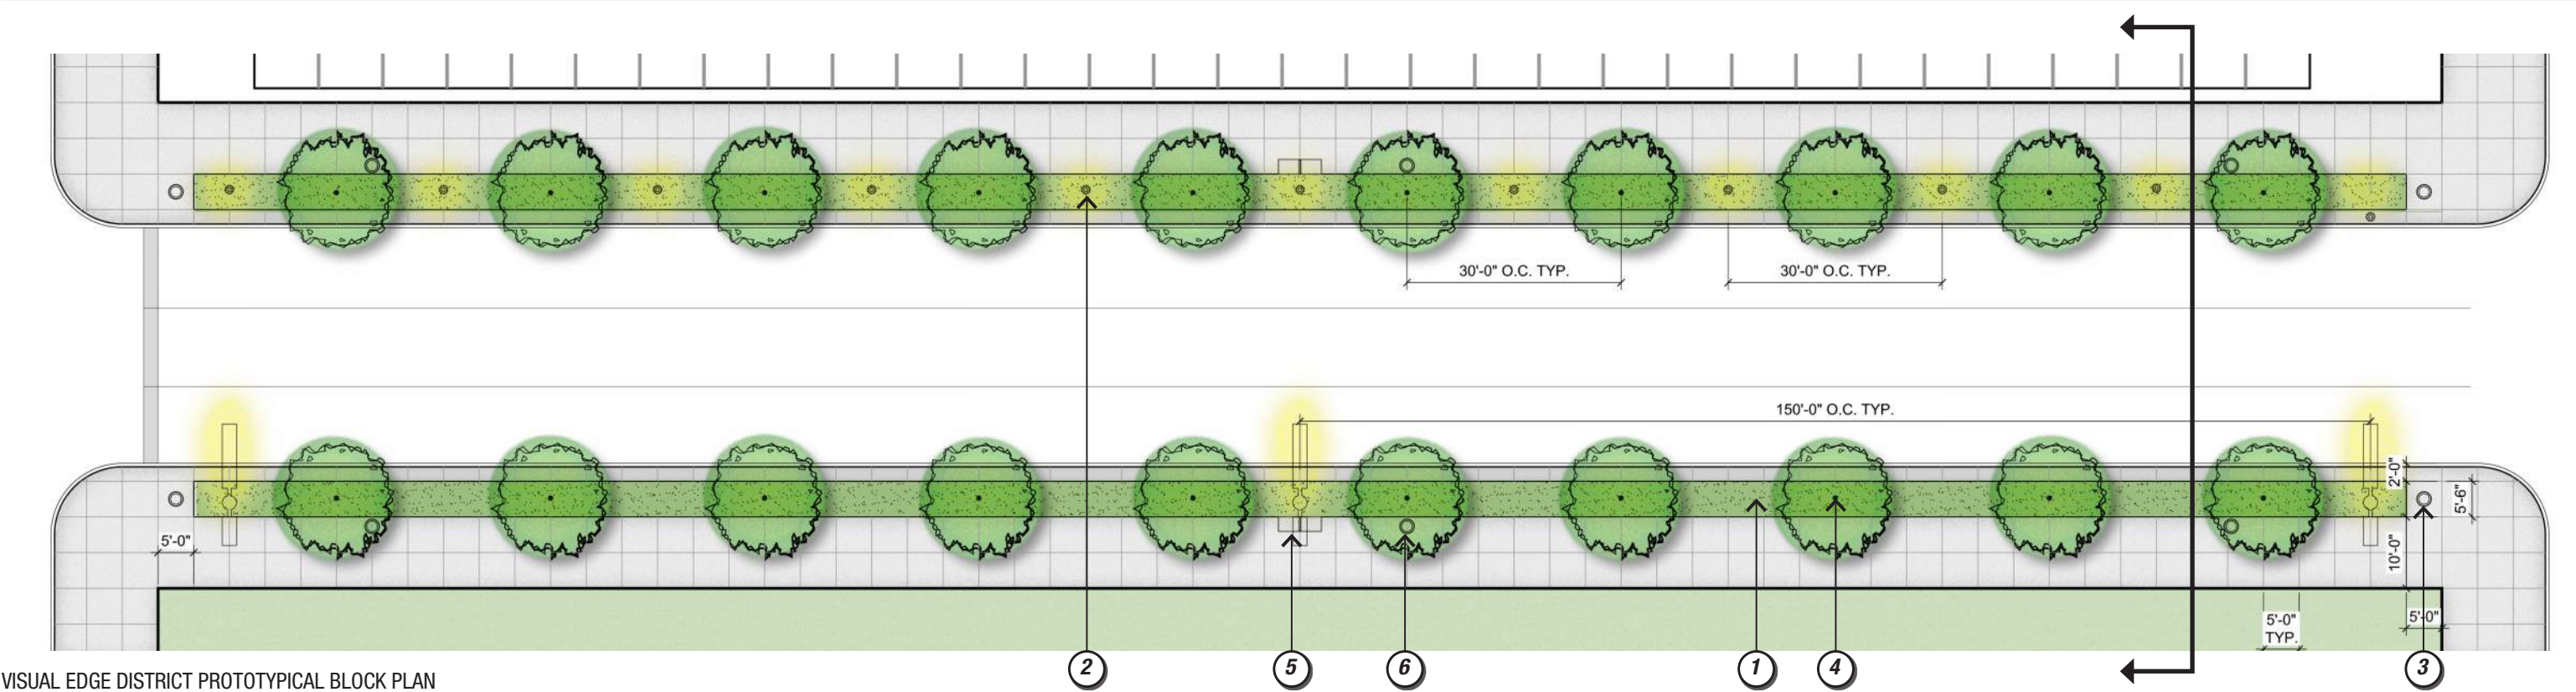 30'-0" O.C. TYP.
30'-0" O.C. TYP.
150'-0" O.C. TYP.
2'-0"
5'-6"
5'-0"
10'-0"
5'-0"
TYP.
5'-0"
2
5
6
1
4
3
VISUAL EDGE DISTRICT PROTOTYPICAL BLOCK PLAN